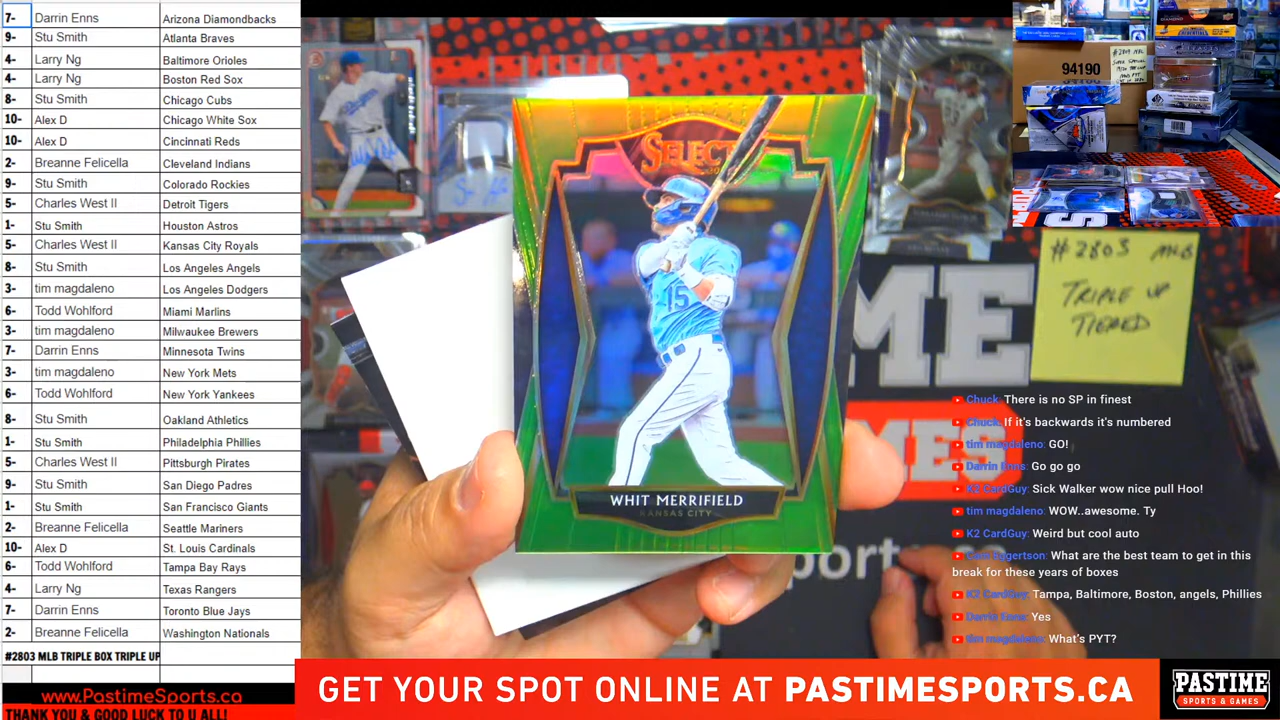 7- Darrin Enns Arizona Diamondbacks
9- Stu Smith Atlanta Braves
4- Larry Ng Baltimore Orioles
4- Larry Ng Boston Red Sox
8- Stu Smith Chicago Cubs
10- Alex D Chicago White Sox
10- Alex D Cincinnati Reds
2- Breanne Felicella Cleveland Indians
9- Stu Smith Colorado Rockies
5- Charles West II Detroit Tigers
1- Stu Smith Houston Astros
5- Charles West II Kansas City Royals
8- Stu Smith Los Angeles Angels
3- tim magdaleno Los Angeles Dodgers
6- Todd Wohlford Miami Marlins
3- tim magdaleno Milwaukee Brewers
7- Darrin Enns Minnesota Twins
3- tim magdaleno New York Mets
6- Todd Wohlford New York Yankees
8- Stu Smith Oakland Athletics
1- Stu Smith Philadelphia Phillies
5- Charles West II Pittsburgh Pirates
9- Stu Smith San Diego Padres
1- Stu Smith San Francisco Giants
2- Breanne Felicella Seattle Mariners
10- Alex D St. Louis Cardinals
6- Todd Wohlford Tampa Bay Rays
4- Larry Ng Texas Rangers
7- Darrin Enns Toronto Blue Jays
2- Breanne Felicella Washington Nationals
#2803 MLB TRIPLE BOX TRIPLE UP
www.PastimeSports.ca
THANK YOU & GOOD LUCK TO U ALL!
SELECT
15
WHIT MERRIFIELD
KANSAS CITY
94190
#2803 MLB
TRIPLE UP
TIERED
Chuck: There is no SP in finest
Chuck: If it's backwards it's numbered
tim magdaleno: GO!
Darrin Enns: Go go go
K2 CardGuy: Sick Walker wow nice pull Hoo!
tim magdaleno: WOW..awesome. Ty
K2 CardGuy: Weird but cool auto
What are the best team to get in this
break for these years of boxes
K2 CardGuy: Tampa, Baltimore, Boston, angels, Phillies
Darrin Enns: Yes
tim magdaleno: What's PYT?
GET YOUR SPOT ONLINE AT PASTIMESPORTS.CA
PASTIME
SPORTS & GAMES